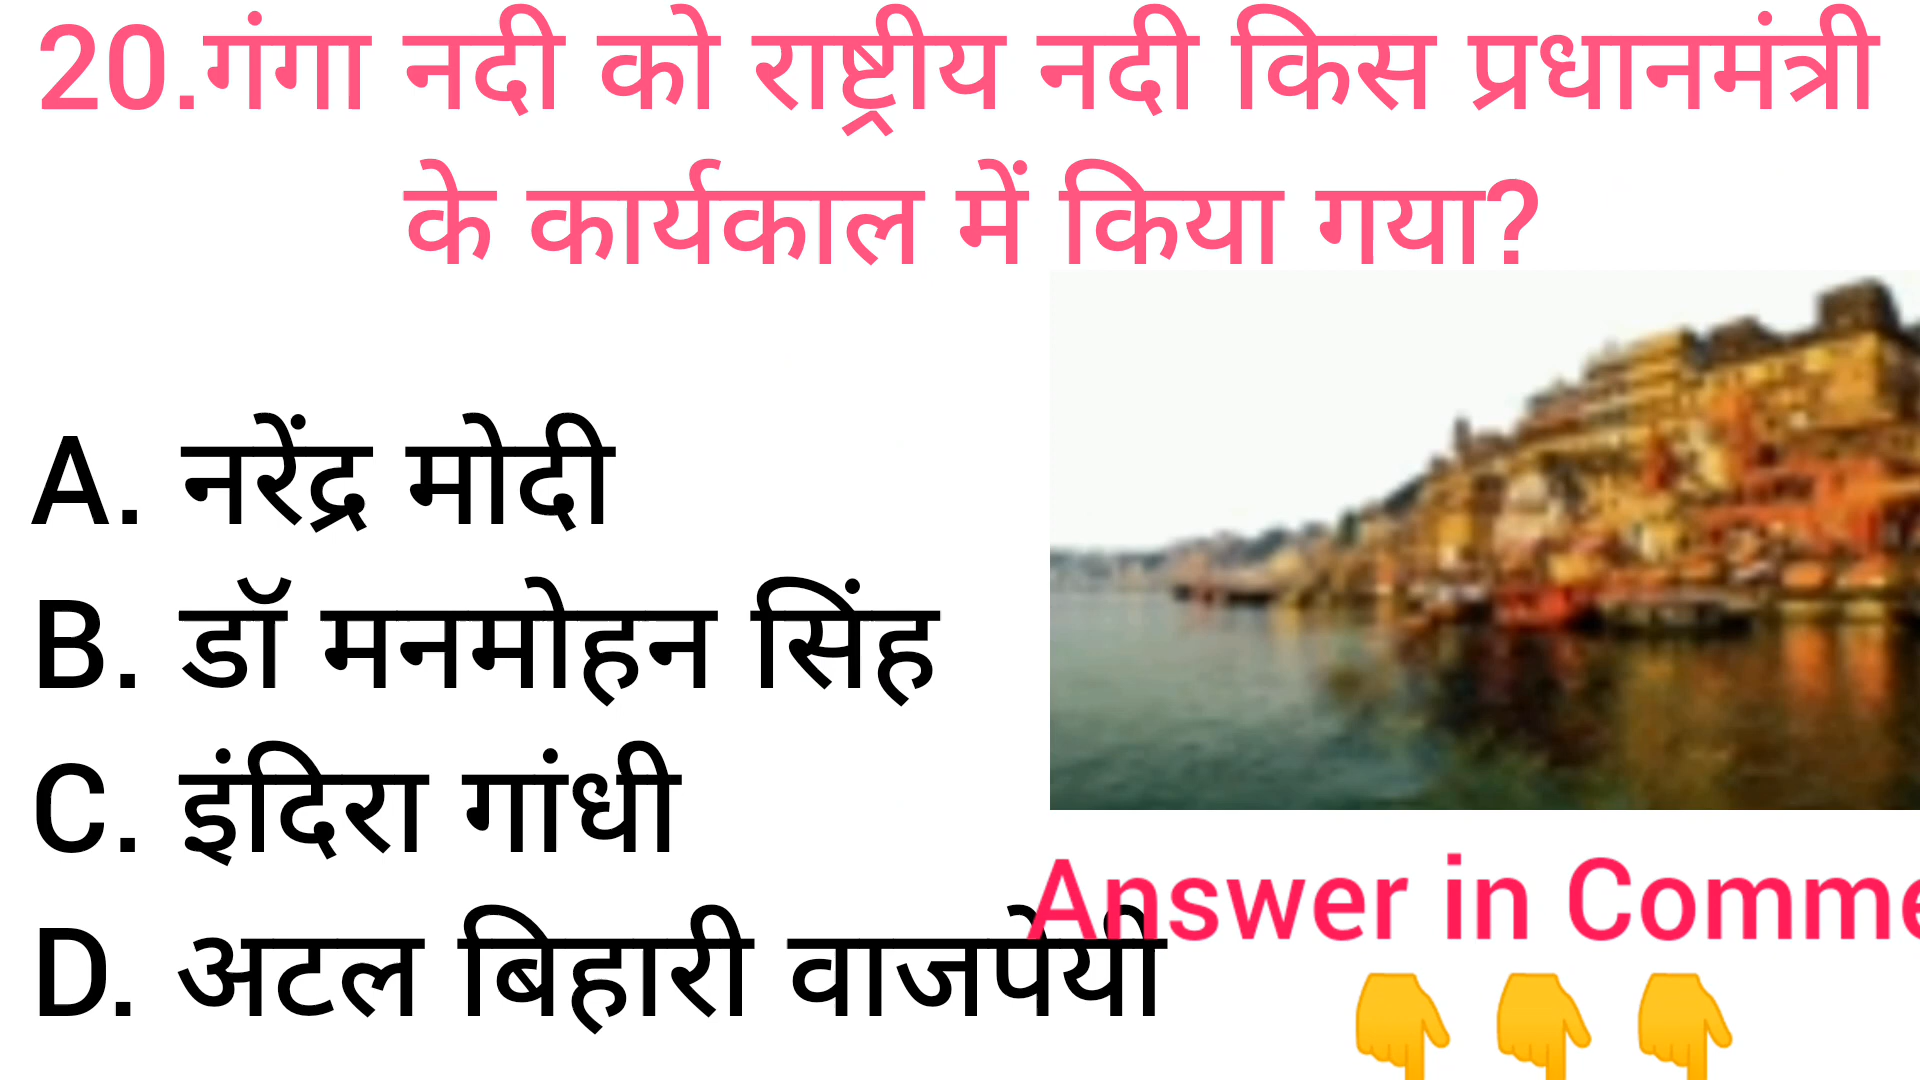 20.गंगा नदी को राष्ट्रीय नदी किस प्रधानमंत्री
के कार्यकाल में किया गया?
A. नरेंद्र मोदी
B. डॉ मनमोहन सिंह
C. इंदिरा गांधी
D. अटल बिहारी वाजपेयी
Answer in Comme